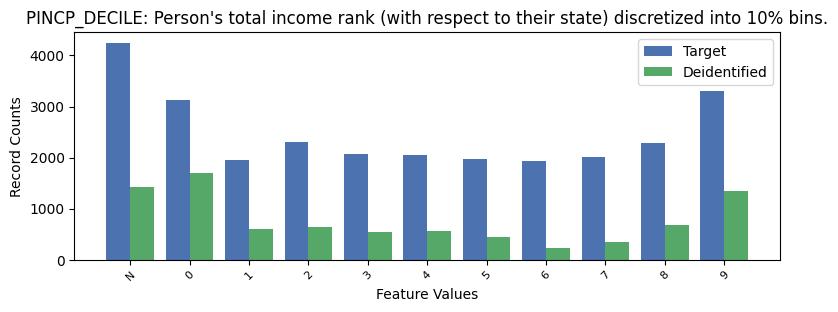 PINCP_DECILE: Person's total income rank (with respect to their state) discretized into 10% bins.
Target
Deidentified
Record Counts
4000
3000
2000
1000
0
N 0 1 2 3 4 5 6 7 8 9
Feature Values